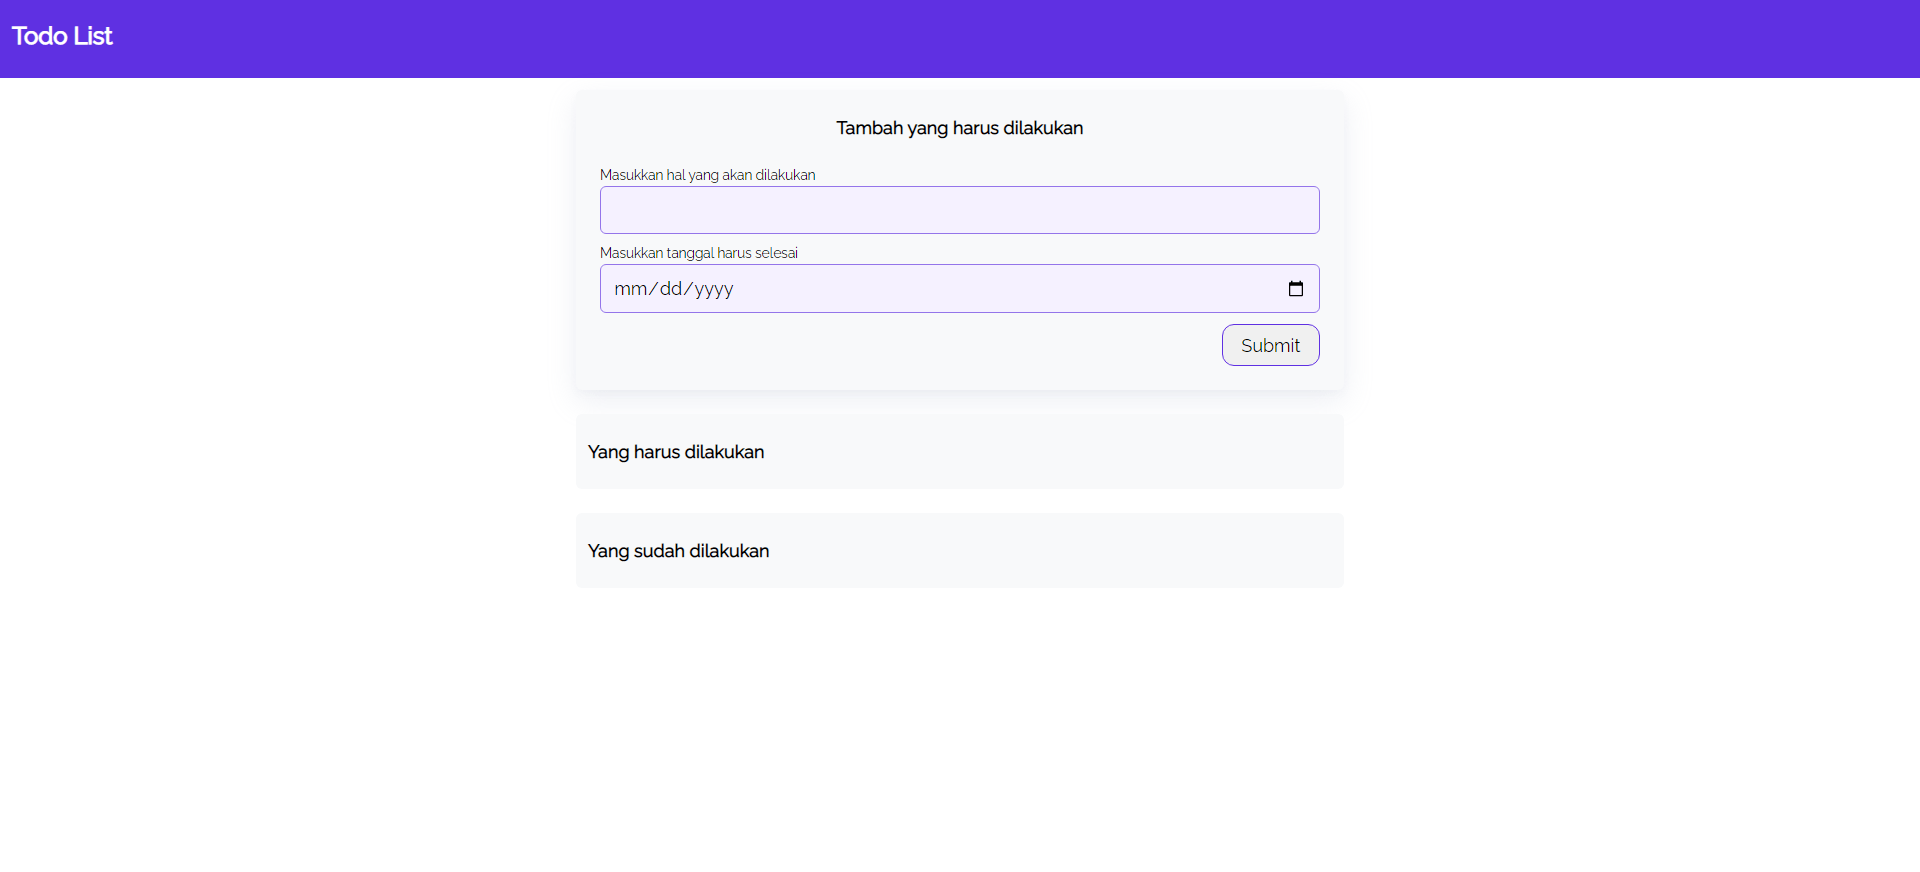 Todo List
Tambah yang harus dilakukan
Masukkan hal yang akan dilakukan
Masukkan tanggal harus selesai
mm/dd/yyyy
Submit
Yang harus dilakukan
Yang sudah dilakukan